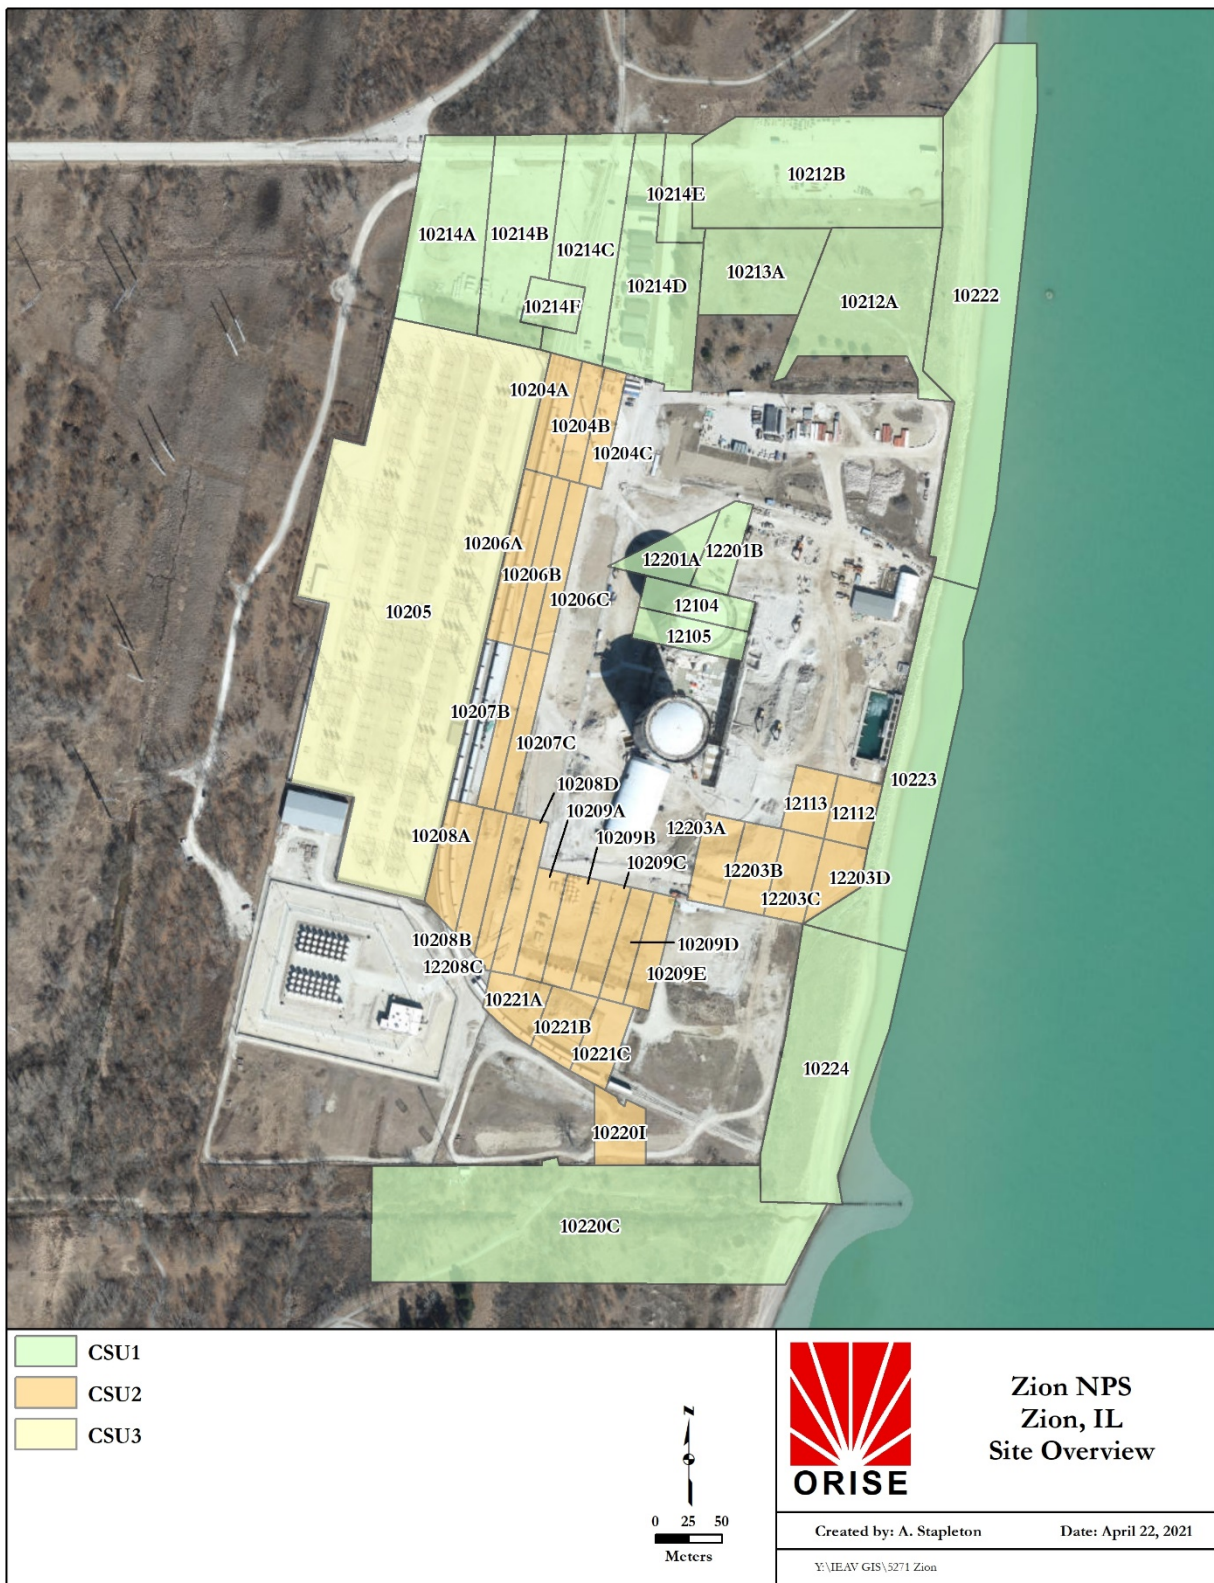 10212B
10214E
10214A
10214B
10214C
10213A
10214D
10212A
10222
10214F
10204A
10204B
10204C
10206A
10206B
10206C
12201A
12201B
12104
12105
10205
10207B
10207C
10208D
10209A
10209B
10209C
10208A
10223
12113
12112
12203A
12203B
12203C
12203D
10208B
12208C
10209D
10209E
10221A
10221B
10221C
10224
10220I
10220C
CSU1
CSU2
CSU3
N
0 25 50
Meters
ORISE
Zion NPS
Zion, IL
Site Overview
Created by: A. Stapleton Date: April 22, 2021
Y:\IEAV GIS\5271 Zion